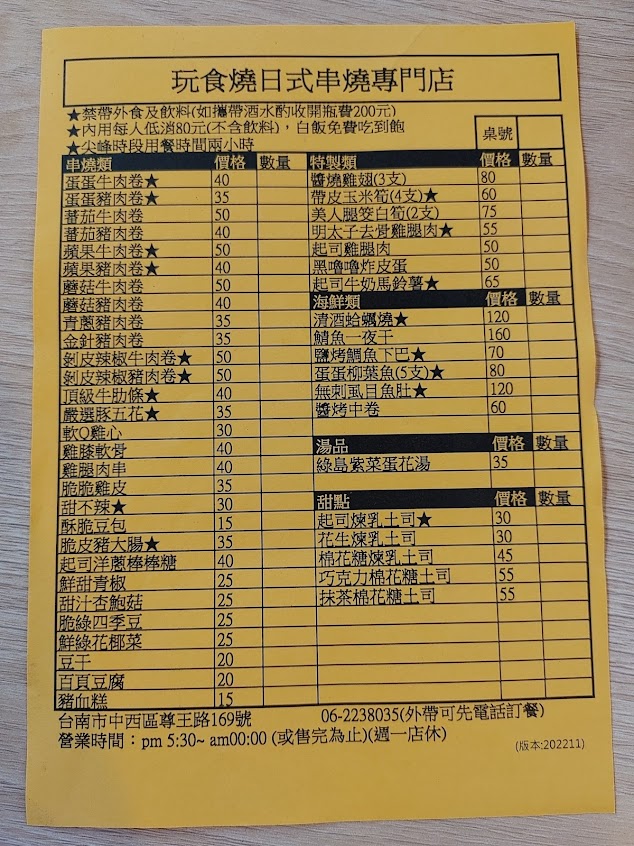 玩食燒日式串燒專門店
★禁帶外食及飲料(如攜帶酒水酌收開瓶費200元)
★內用每人低消80元(不含飲料)，白飯免費吃到飽
★尖峰時段用餐時間兩小時
桌號
串燒類 價格 數量
蛋蛋牛肉卷★ 40
蛋蛋豬肉卷★ 35
蕃茄牛肉卷 50
蕃茄豬肉卷 40
蘋果牛肉卷★ 50
蘋果豬肉卷★ 40
蘑菇牛肉卷 50
蘑菇豬肉卷 40
青蔥豬肉卷 35
金針豬肉卷 35
剝皮辣椒牛肉卷★ 50
剝皮辣椒豬肉卷★ 50
頂級牛肋條★ 40
嚴選豚五花★ 35
軟Q雞心 30
雞膝軟骨 40
雞腿肉串 40
脆脆雞皮 35
甜不辣★ 30
酥脆豆包 15
脆皮豬大腸★ 35
起司洋蔥棒棒糖 40
鮮甜青椒 25
甜汁杏鮑菇 25
脆綠四季豆 25
鮮綠花椰菜 25
豆干 20
百頁豆腐 20
豬血糕 15
特製類 價格 數量
醬燒雞翅(3支) 80
帶皮玉米筍(4支)★ 60
美人腿筊白筍(2支) 75
明太子去骨雞腿肉★ 55
起司雞腿肉 50
黑嚕嚕炸皮蛋 50
起司牛奶馬鈴薯★ 65
海鮮類 價格 數量
清酒蛤蠣燒★ 120
鯖魚一夜干 160
鹽烤鯛魚下巴★ 70
蛋蛋柳葉魚(5支)★ 80
無刺虱目魚肚★ 120
醬烤中卷 60
湯品 價格 數量
綠島紫菜蛋花湯 35
甜點 價格 數量
起司煉乳土司★ 30
花生煉乳土司 30
棉花糖煉乳土司 45
巧克力棉花糖土司 55
抹茶棉花糖土司 55
台南市中西區尊王路169號 06-2238035(外帶可先電話訂餐)
營業時間：pm 5:30~ am00:00 (或售完為止)(週一店休)
(版本:202211)